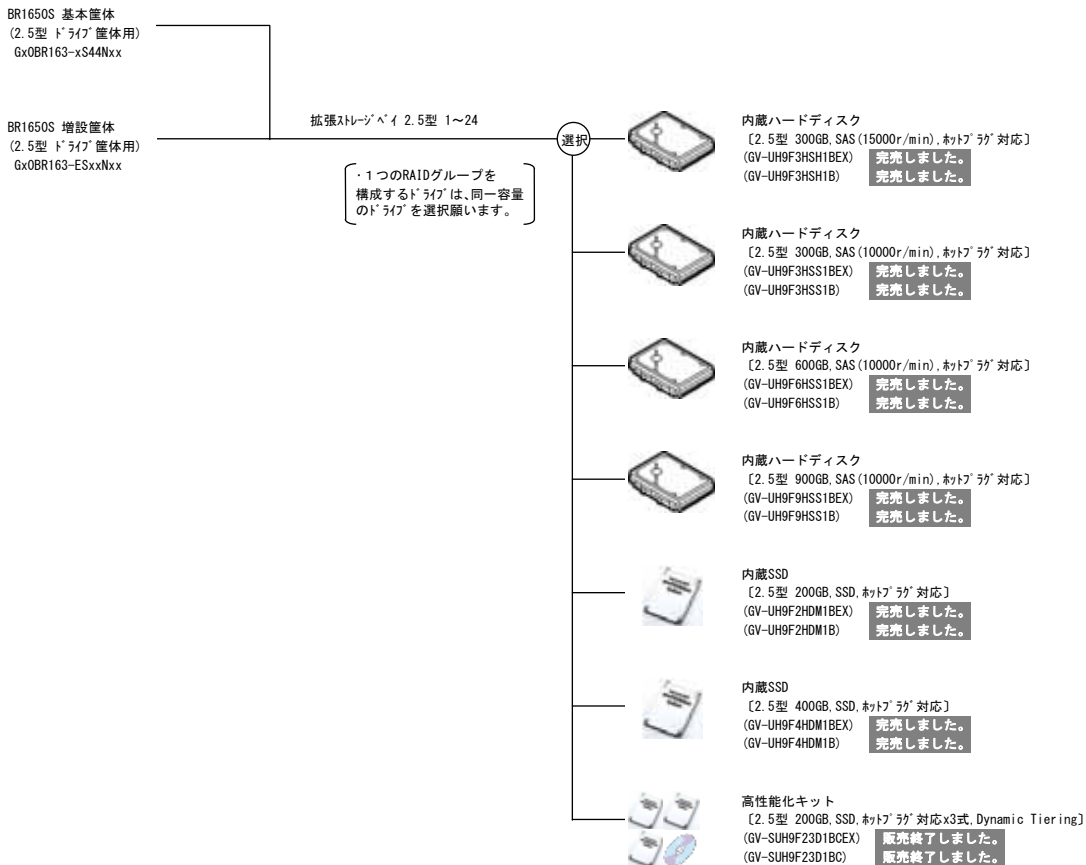 BR1650S 基本筐体
(2.5型 ﾄﾞﾗｲﾌﾞ筐体用)
GxOBR163-xS44Nxx
BR1650S 増設筐体
(2.5型 ﾄﾞﾗｲﾌﾞ筐体用)
GxOBR163-ESxxNxx
拡張ｽﾄﾚｰｼﾞﾍﾞｲ 2.5型 1～24
・１つのRAIDグループを
構成するﾄﾞﾗｲﾌﾞは、同一容量
のﾄﾞﾗｲﾌﾞを選択願います。
選択
内蔵ハードディスク
〔2.5型 300GB,SAS(15000r/min),ﾎｯﾄﾌﾟﾗｸﾞ対応〕
(GV-UH9F3HSH1BEX) 完売しました。
(GV-UH9F3HSH1B) 完売しました。
内蔵ハードディスク
〔2.5型 300GB,SAS(10000r/min),ﾎｯﾄﾌﾟﾗｸﾞ対応〕
(GV-UH9F3HSS1BEX) 完売しました。
(GV-UH9F3HSS1B) 完売しました。
内蔵ハードディスク
〔2.5型 600GB,SAS(10000r/min),ﾎｯﾄﾌﾟﾗｸﾞ対応〕
(GV-UH9F6HSS1BEX) 完売しました。
(GV-UH9F6HSS1B) 完売しました。
内蔵ハードディスク
〔2.5型 900GB,SAS(10000r/min),ﾎｯﾄﾌﾟﾗｸﾞ対応〕
(GV-UH9F9HSS1BEX) 完売しました。
(GV-UH9F9HSS1B) 完売しました。
内蔵SSD
〔2.5型 200GB,SSD,ﾎｯﾄﾌﾟﾗｸﾞ対応〕
(GV-UH9F2HDM1BEX) 完売しました。
(GV-UH9F2HDM1B) 完売しました。
内蔵SSD
〔2.5型 400GB,SSD,ﾎｯﾄﾌﾟﾗｸﾞ対応〕
(GV-UH9F4HDM1BEX) 完売しました。
(GV-UH9F4HDM1B) 完売しました。
高性能化キット
〔2.5型 200GB,SSD,ﾎｯﾄﾌﾟﾗｸﾞ対応x3式,Dynamic Tiering〕
(GV-SUH9F23D1BCEX) 販売終了しました。
(GV-SUH9F23D1BC) 販売終了しました。